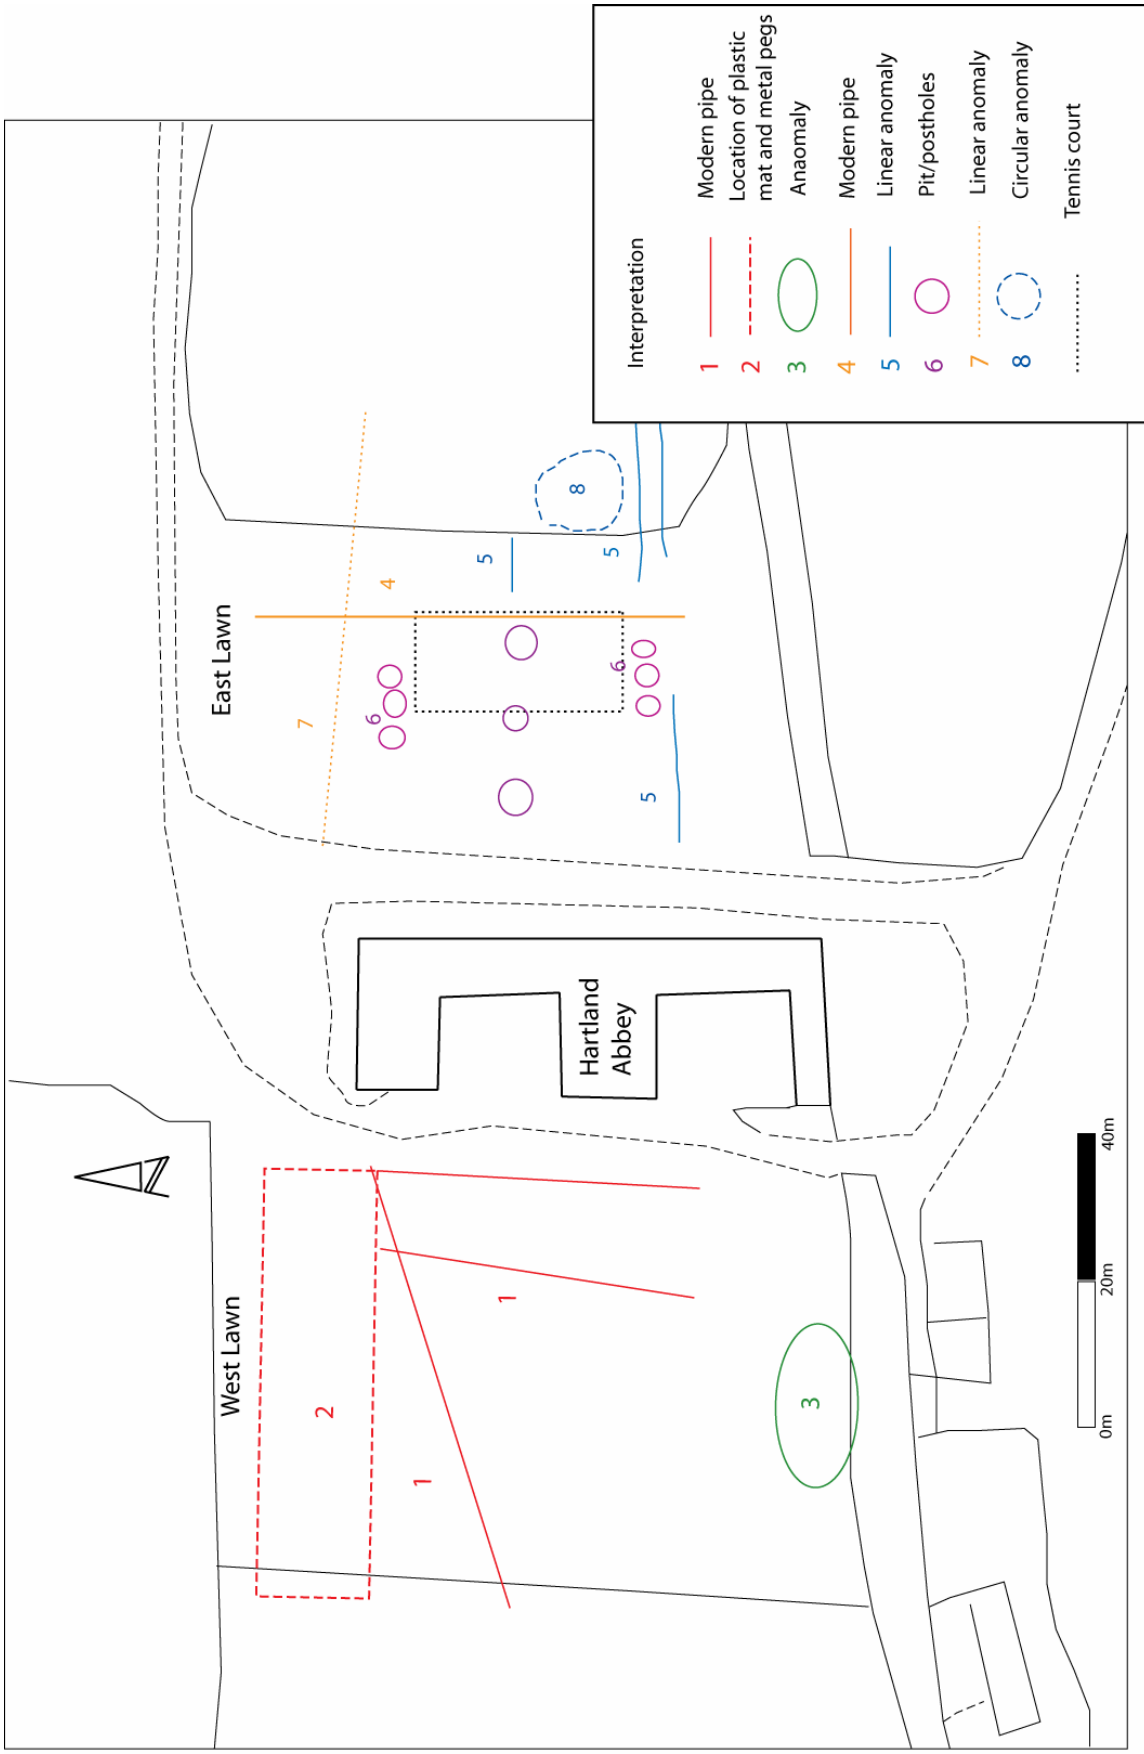 West Lawn
2
1
1
3
Hartland
Abbey
East Lawn
7
4
6
5
6
5
5
8
0m
20m
40m
Interpretation
1 Modern pipe
2 Location of plastic
mat and metal pegs
3 Anaomaly
4 Modern pipe
5 Linear anomaly
6 Pit/postholes
7 Linear anomaly
8 Circular anomaly
Tennis court